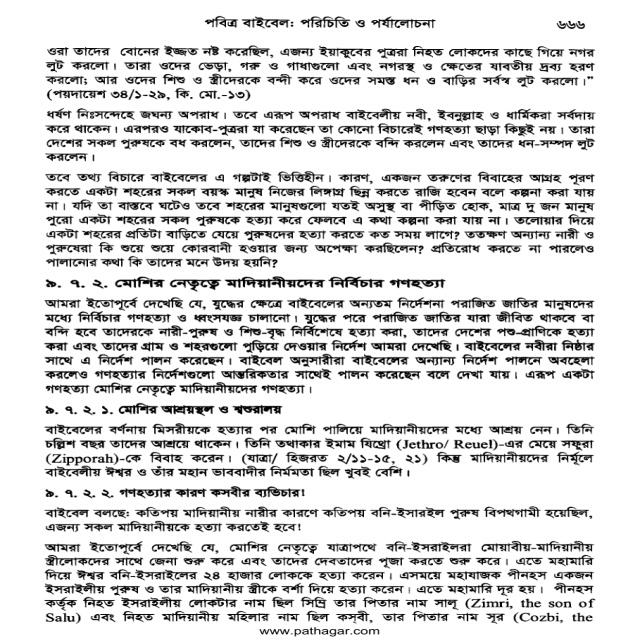 পবিত্র বাইবেল: পরিচিতি ও পর্যালোচনা ৬৬৬
ওরা তাদের বোনের ইজ্জত নষ্ট করেছিল, এজন্য ইয়াকুবের পুত্ররা নিহত লোকদের কাছে গিয়ে নগর
লুট করলো। তারা ওদের ভেড়া, গরু ও গাধাগুলো এবং নগরস্থ ও ক্ষেতের যাবতীয় দ্রব্য হরণ
করলো; আর ওদের শিশু ও স্ত্রীদেরকে বন্দী করে ওদের সমস্ত ধন ও বাড়ির সর্বস্ব লুট করলো।”
(পয়দায়েশ ৩৪/১-২৯, কি. মো.-১৩)
ধর্ষণ নিঃসন্দেহে জঘন্য অপরাধ। তবে এরূপ অপরাধ বাইবেলীয় নবী, ইবনুল্লাহ ও ধার্মিকরা সর্বদায়
করে থাকেন। এরপরও যাকোব-পুত্ররা যা করেছেন তা কোনো বিচারেই গণহত্যা ছাড়া কিছুই নয়। তারা
দেশের সকল পুরুষকে বধ করলেন, তাদের শিশু ও স্ত্রীদেরকে বন্দি করলেন এবং তাদের ধন-সম্পদ লুট
করলেন।
তবে তথ্য বিচারে বাইবেলের এ গল্পটাই ভিত্তিহীন। কারণ, একজন তরুণের বিবাহের আগ্রহ পূরণ
করতে একটা শহরের সকল বয়স্ক মানুষ নিজের লিঙ্গাগ্র ছিন্ন করতে রাজি হবেন বলে কল্পনা করা যায়
না। যদি তা বাস্তবে ঘটেও তবে শহরের মানুষগুলো যতই অসুস্থ বা পীড়িত হোক, মাত্র দু জন মানুষ
পুরো একটা শহরের সকল পুরুষকে হত্যা করে ফেলবে এ কথা কল্পনা করা যায় না। তলোয়ার দিয়ে
একটা শহরের প্রতিটা বাড়িতে যেয়ে পুরুষদের হত্যা করতে কত সময় লাগে? ততক্ষণ অন্যান্য নারী ও
পুরুষেরা কি শুয়ে শুয়ে কোরবানী হওয়ার জন্য অপেক্ষা করছিলেন? প্রতিরোধ করতে না পারলেও
পালানোর কথা কি তাদের মনে উদয় হয়নি?
৯. ৭. ২. মোশির নেতৃত্বে মাদিয়ানীয়দের নির্বিচার গণহত্যা
আমরা ইতোপূর্বে দেখেছি যে, যুদ্ধের ক্ষেত্রে বাইবেলের অন্যতম নির্দেশনা পরাজিত জাতির মানুষদের
মধ্যে নির্বিচার গণহত্যা ও ধ্বংসযজ্ঞ চালানো। যুদ্ধের পরে পরাজিত জাতির যারা জীবিত থাকবে বা
বন্দি হবে তাদেরকে নারী-পুরুষ ও শিশু-বৃদ্ধ নির্বিশেষে হত্যা করা, তাদের দেশের পশু-প্রাণিকে হত্যা
করা এবং তাদের গ্রাম ও শহরগুলো পুড়িয়ে দেওয়ার নির্দেশ আমরা দেখেছি। বাইবেলের নবীরা নিষ্ঠার
সাথে এ নির্দেশ পালন করেছেন। বাইবেল অনুসারীরা বাইবেলের অন্যান্য নির্দেশ পালনে অবহেলা
করলেও গণহত্যার নির্দেশগুলো আন্তরিকতার সাথেই পালন করেছেন বলে দেখা যায়। এরূপ একটা
গণহত্যা মোশির নেতৃত্বে মাদিয়ানীয়দের গণহত্যা।
৯. ৭. ২. ১. মোশির আশ্রয়স্থল ও শ্বশুরালয়
বাইবেলের বর্ণনায় মিসরীয়কে হত্যার পর মোশি পালিয়ে মাদিয়ানীয়দের মধ্যে আশ্রয় নেন। তিনি
চল্লিশ বছর তাদের আশ্রয়ে থাকেন। তিনি তথাকার ইমাম যিথ্রো (Jethro/ Reuel)-এর মেয়ে সফুরা
(Zipporah)-কে বিবাহ করেন। (যাত্রা/ হিজরত ২/১১-১৫, ২১) কিন্তু মাদিয়ানীয়দের নির্মূলে
বাইবেলীয় ঈশ্বর ও তাঁর মহান ভাববাদীর নির্মমতা ছিল খুবই বেশি।
৯. ৭. ২. ২. গণহত্যার কারণ কসবীর ব্যভিচার!
বাইবেল বলছে: কতিপয় মাদিয়ানীয় নারীর কারণে কতিপয় বনি-ইসারইল পুরুষ বিপথগামী হয়েছিল,
এজন্য সকল মাদিয়ানীয়কে হত্যা করতেই হবে!
আমরা ইতোপূর্বে দেখেছি যে, মোশির নেতৃত্বে যাত্রাপথে বনি-ইসরাইলরা মোয়াবীয়-মাদিয়ানীয়
স্ত্রীলোকদের সাথে জেনা শুরু করে এবং তাদের দেবতাদের পূজা করতে শুরু করে। এতে মহামারি
দিয়ে ঈশ্বর বনি-ইসরাইলের ২৪ হাজার লোককে হত্যা করেন। এসময়ে মহাযাজক পীনহস একজন
ইসরাইলীয় পুরুষ ও তার মাদিয়ানীয় স্ত্রীকে বর্শা দিয়ে হত্যা করেন। এতে মহামারি দূর হয়। পীনহস
কর্তৃক নিহত ইসরাইলীয় লোকটার নাম ছিল সিম্রি তার পিতার নাম সালূ (Zimri, the son of
Salu) এবং নিহত মাদিয়ানীয় মহিলার নাম ছিল কস্‌বী, তার পিতার নাম সূর (Cozbi, the
www.pathagar.com